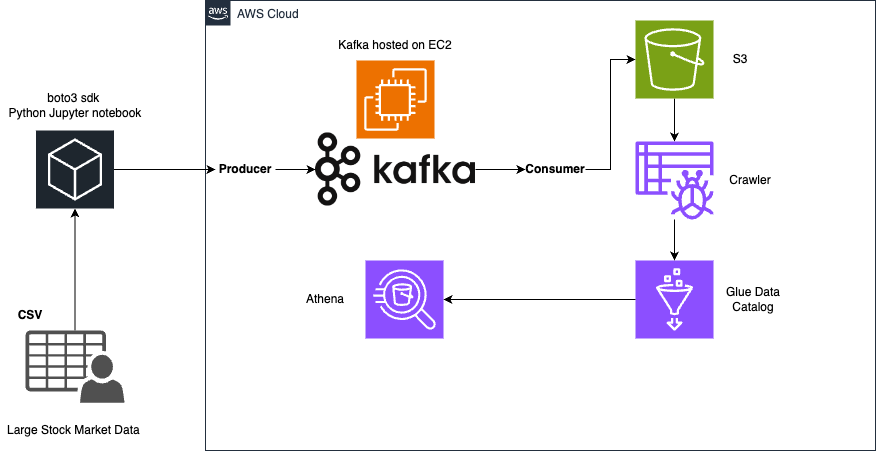 aws
AWS Cloud
Kafka hosted on EC2
S3
boto3 sdk
Python Jupyter notebook
Producer
kafka
Consumer
Crawler
Athena
Glue Data
Catalog
CSV
Large Stock Market Data